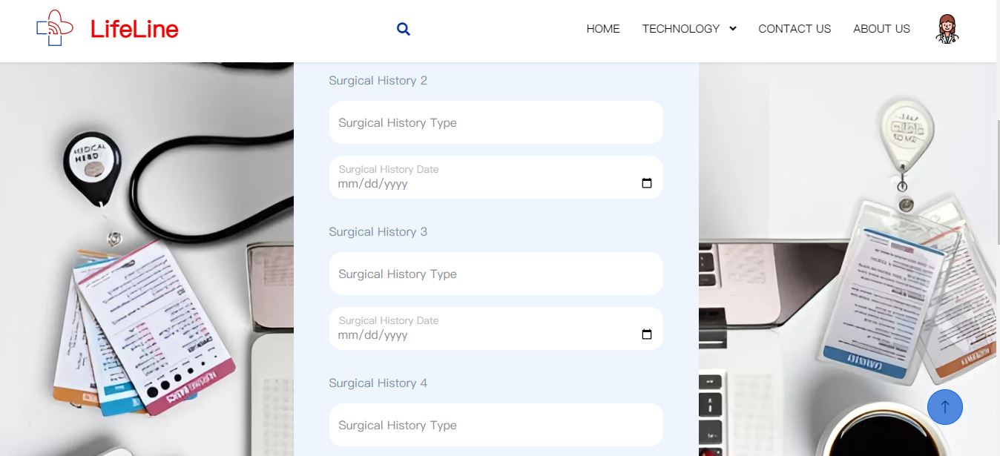 LifeLine
HOME TECHNOLOGY CONTACT US ABOUT US
Surgical History 2
Surgical History Type
Surgical History Date
mm/dd/yyyy
Surgical History 3
Surgical History Type
Surgical History Date
mm/dd/yyyy
Surgical History 4
Surgical History Type